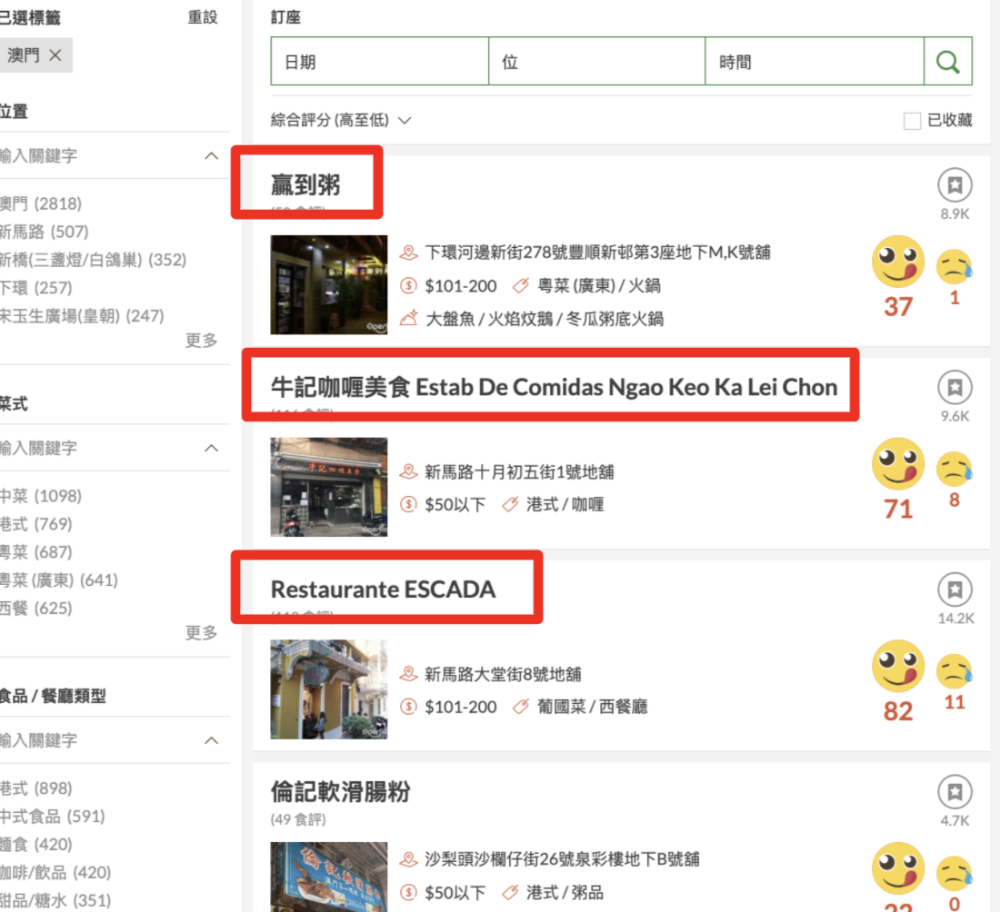 已選標籤
重設
澳門
位置
輸入關鍵字
澳門 (2818)
新馬路 (507)
新橋(三盞燈/白鴿巢) (352)
下環 (257)
宋玉生廣場(皇朝) (247)
更多
菜式
輸入關鍵字
中菜 (1098)
港式 (769)
粵菜 (687)
粵菜 (廣東) (641)
西餐 (625)
更多
食品 / 餐廳類型
輸入關鍵字
港式 (898)
中式食品 (591)
麵食 (420)
咖啡/飲品 (420)
甜品/糖水 (351)
訂座
日期
位
時間
綜合評分 (高至低)
已收藏
贏到粥
8.9K
下環河邊新街278號豐順新邨第3座地下M,K號舖
$101-200 粵菜 (廣東) / 火鍋
大盤魚 / 火焰炆鵝 / 冬瓜粥底火鍋
37
1
牛記咖喱美食 Estab De Comidas Ngao Keo Ka Lei Chon
9.6K
新馬路十月初五街1號地舖
$50以下 港式 / 咖喱
71
8
Restaurante ESCADA
14.2K
新馬路大堂街8號地舖
$101-200 葡國菜 / 西餐廳
82
11
倫記軟滑腸粉
(49 食評)
4.7K
沙梨頭沙欄仔街26號泉彩樓地下B號舖
$50以下 港式 / 粥品
0